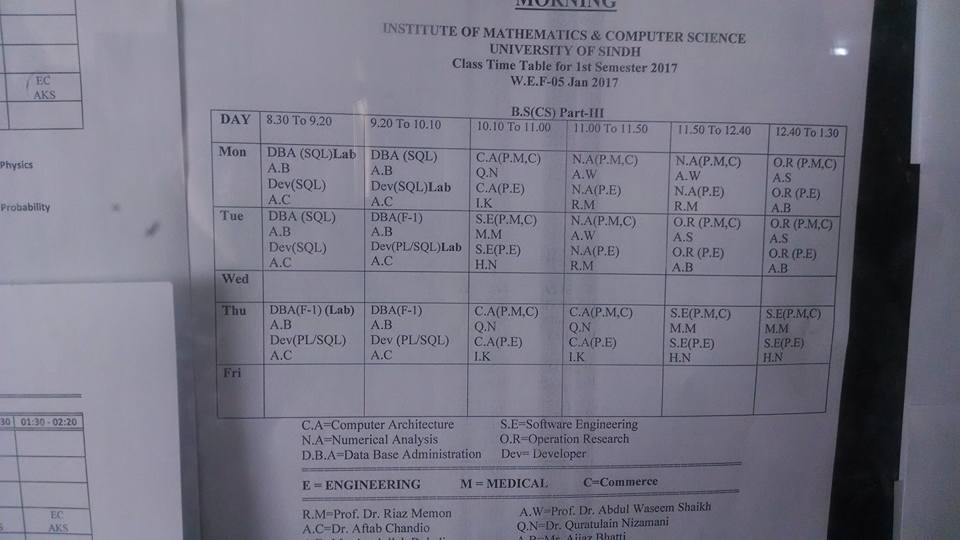 MORNING
INSTITUTE OF MATHEMATICS & COMPUTER SCIENCE
UNIVERSITY OF SINDH
Class Time Table for 1st Semester 2017
W.E.F-05 Jan 2017
B.S(CS) Part-III
DAY 8.30 To 9.20 9.20 To 10.10 10.10 To 11.00 11.00 To 11.50 11.50 To 12.40 12.40 To 1.30
Mon DBA (SQL)Lab DBA (SQL) C.A(P.M,C) N.A(P.M,C) N.A(P.M,C) O.R (P.M,C)
A.B A.B Q.N A.W A.W A.S
Dev(SQL) Dev(SQL)Lab C.A(P.E) N.A(P.E) N.A(P.E) O.R (P.E)
A.C A.C I.K R.M R.M A.B
Tue DBA (SQL) DBA(F-1) S.E(P.M,C) N.A(P.M,C) O.R (P.M,C) O.R (P.M,C)
A.B A.B M.M A.W A.S A.S
Dev(SQL) Dev(PL/SQL)Lab S.E(P.E) N.A(P.E) O.R (P.E) O.R (P.E)
A.C A.C H.N R.M A.B A.B
Wed
Thu DBA(F-1) (Lab) DBA(F-1) C.A(P.M,C) C.A(P.M,C) S.E(P.M,C) S.E(P.M,C)
A.B A.B Q.N Q.N M.M M.M
Dev(PL/SQL) Dev (PL/SQL) C.A(P.E) C.A(P.E) S.E(P.E) S.E(P.E)
A.C A.C I.K I.K H.N H.N
Fri
C.A=Computer Architecture S.E=Software Engineering
N.A=Numerical Analysis O.R=Operation Research
D.B.A=Data Base Administration Dev= Developer
E = ENGINEERING M = MEDICAL C=Commerce
R.M=Prof. Dr. Riaz Memon A.W=Prof. Dr. Abdul Waseem Shaikh
A.C=Dr. Aftab Chandio Q.N=Dr. Quratulain Nizamani
EC
AKS
Physics
Probability
30 01:30 - 02:20
EC
S AKS